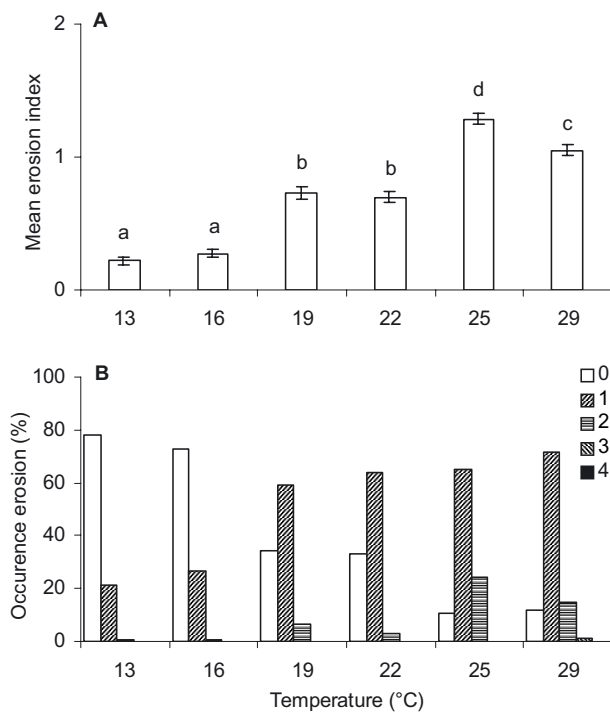 A
2
1
0
Mean erosion index
a
a
b
b
d
c
13 16 19 22 25 29
B
100
80
60
40
20
0
Occurence erosion (%)
0
1
2
3
4
13 16 19 22 25 29
Temperature (°C)